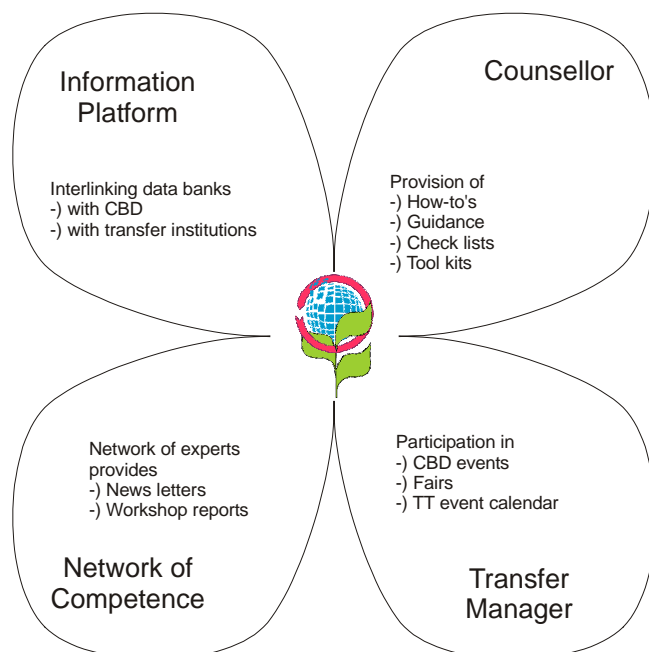 Information
Platform
Interlinking data banks
-) with CBD
-) with transfer institutions
Counsellor
Provision of
-) How-to's
-) Guidance
-) Check lists
-) Tool kits
Network of experts
provides
-) News letters
-) Workshop reports
Network of
Competence
Participation in
-) CBD events
-) Fairs
-) TT event calendar
Transfer
Manager